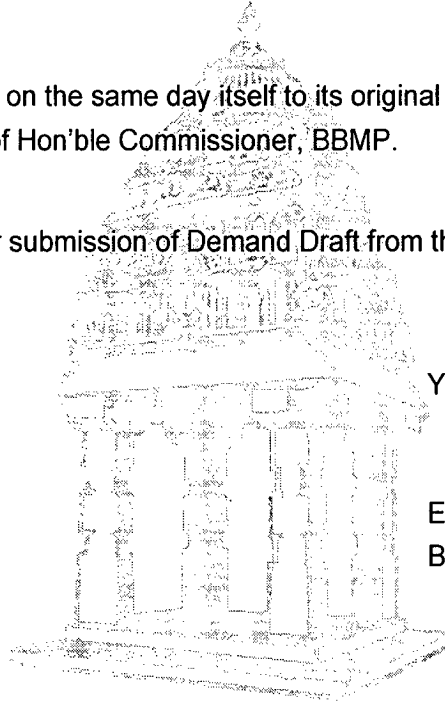 on the same day itself to its original
of Hon'ble Commissioner, BBMP.
submission of Demand Draft from th
Y
E
B